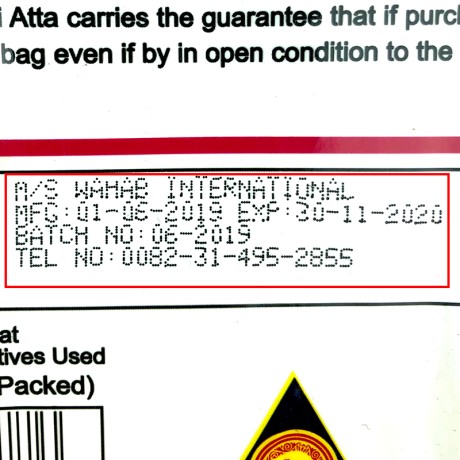 i Atta carries the guarantee that if purch
bag even if by in open condition to the
A/S WAHAB INTERNATIONAL
MFG:01-06-2019 EXP:30-11-2020
BATCH NO:06-2019
TEL NO:0082-31-495-2855
at
tives Used
Packed)